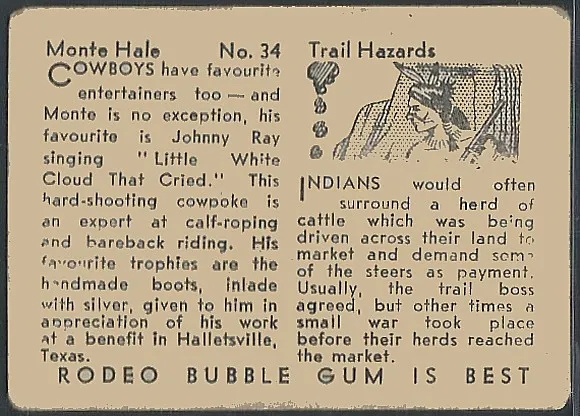 Monte Hale No. 34
COWBOYS have favourite
entertainers too — and
Monte is no exception, his
favourite is Johnny Ray
singing "Little White
Cloud That Cried." This
hard-shooting cowpoke is
an expert at calf-roping
and bareback riding. His
favourite trophies are the
handmade boots, inlade
with silver, given to him in
appreciation of his work
at a benefit in Halletsville,
Texas.
Trail Hazards
INDIANS would often
surround a herd of
cattle which was being
driven across their land to
market and demand some
of the steers as payment.
Usually, the trail boss
agreed, but other times a
small war took place
before their herds reached
the market.
RODEO BUBBLE GUM IS BEST